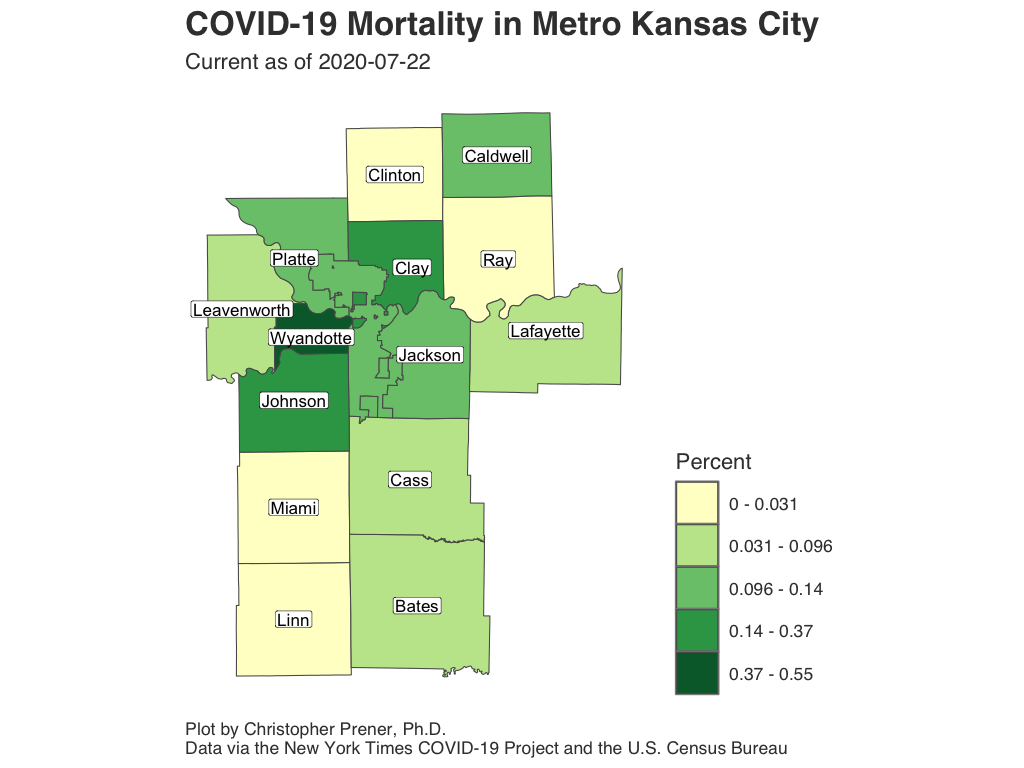 COVID-19 Mortality in Metro Kansas City
Current as of 2020-07-22
Caldwell
Clinton
Platte
Clay
Ray
Leavenworth
Wyandotte
Lafayette
Jackson
Johnson
Cass
Miami
Bates
Linn
Percent
0 - 0.031
0.031 - 0.096
0.096 - 0.14
0.14 - 0.37
0.37 - 0.55
Plot by Christopher Prener, Ph.D.
Data via the New York Times COVID-19 Project and the U.S. Census Bureau